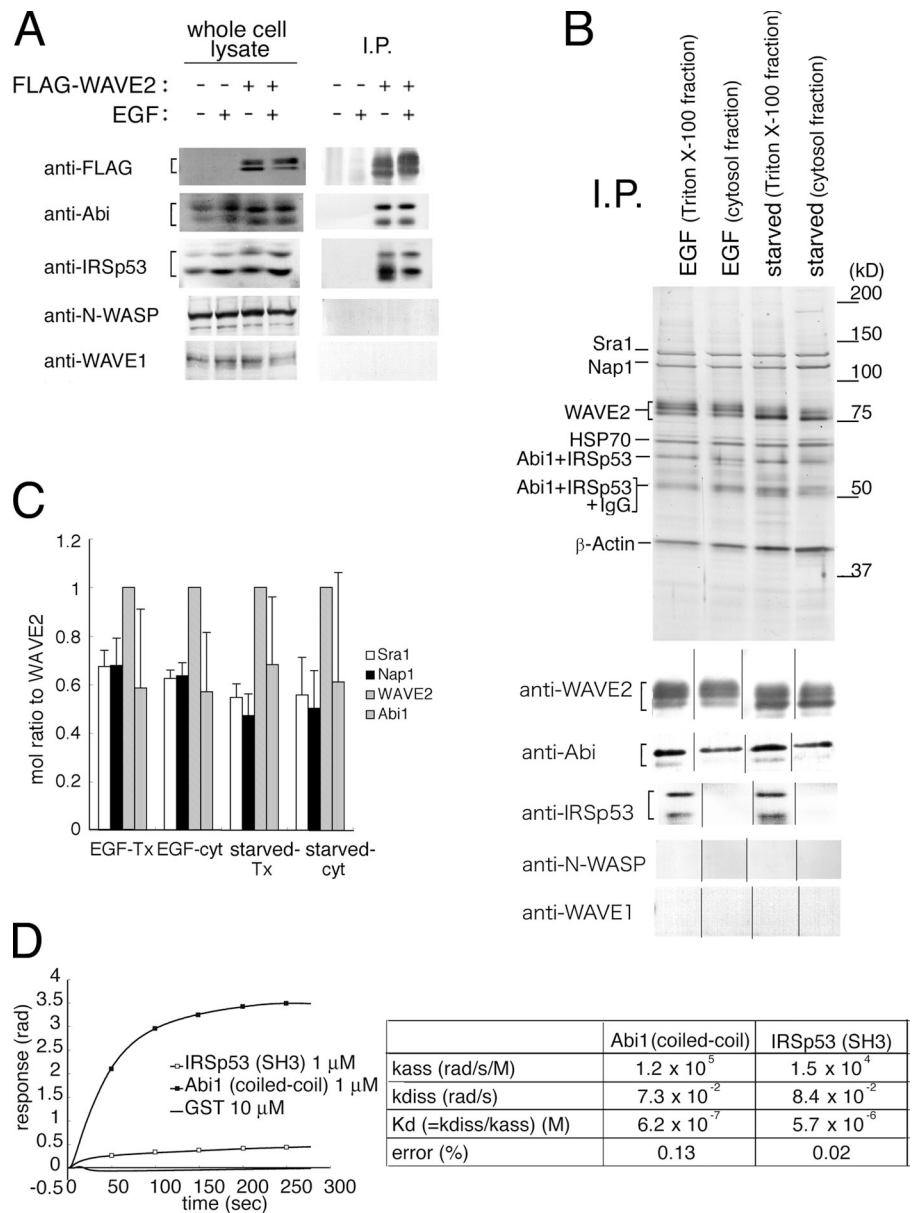 A
whole cell lysate
I.P.
FLAG-WAVE2 : - - + + - - + +
EGF: - + - + - + - +
anti-FLAG
anti-Abi
anti-IRSp53
anti-N-WASP
anti-WAVE1
B
I.P.
EGF (Triton X-100 fraction)
EGF (cytosol fraction)
starved (Triton X-100 fraction)
starved (cytosol fraction)
(kD)
200
150
100
75
50
37
Sra1
Nap1
WAVE2
HSP70
Abi1+IRSp53
Abi1+IRSp53
+IgG
β-Actin
anti-WAVE2
anti-Abi
anti-IRSp53
anti-N-WASP
anti-WAVE1
C
mol ratio to WAVE2
1.2
1
0.8
0.6
0.4
0.2
0
EGF-Tx EGF-cyt starved-Tx starved-cyt
Sra1
Nap1
WAVE2
Abi1
D
response (rad)
4
3.5
3
2.5
2
1.5
1
0.5
0
-0.5
0 50 100 150 200 250 300
time (sec)
IRSp53 (SH3) 1 μM
Abi1 (coiled-coil) 1 μM
GST 10 μM
Abi1 (coiled-coil) IRSp53 (SH3)
kass (rad/s/M) 1.2 x 10⁵ 1.5 x 10⁴
kdiss (rad/s) 7.3 x 10⁻² 8.4 x 10⁻²
Kd (=kdiss/kass) (M) 6.2 x 10⁻⁷ 5.7 x 10⁻⁶
error (%) 0.13 0.02